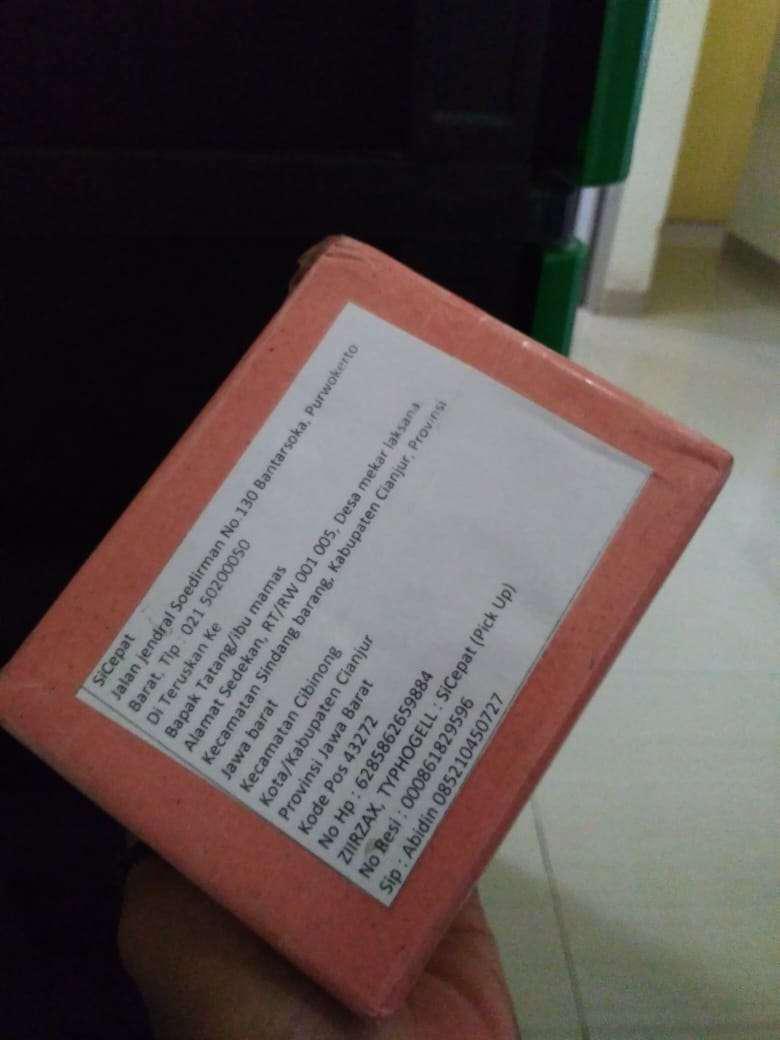 SiCepat
Jalan jendral Soedirman No.130 Bantarsoka, Purwokerto
Barat, Tlp : 021 50200050
Di Teruskan Ke
Bapak Tatang/ibu mamas
Alamat Sedekan, RT/RW 001 005, Desa mekar laksana,
Kecamatan Sindang barang, Kabupaten Cianjur, Provinsi
Jawa barat
Kecamatan Cibinong
Kota/Kabupaten Cianjur
Provinsi Jawa Barat
Kode Pos 43272
No Hp : 6285862659884
ZIIRZAX, TYPHOGELL : SiCepat (Pick Up)
No Resi : 000861829596
Sip : Abidin 085210450727